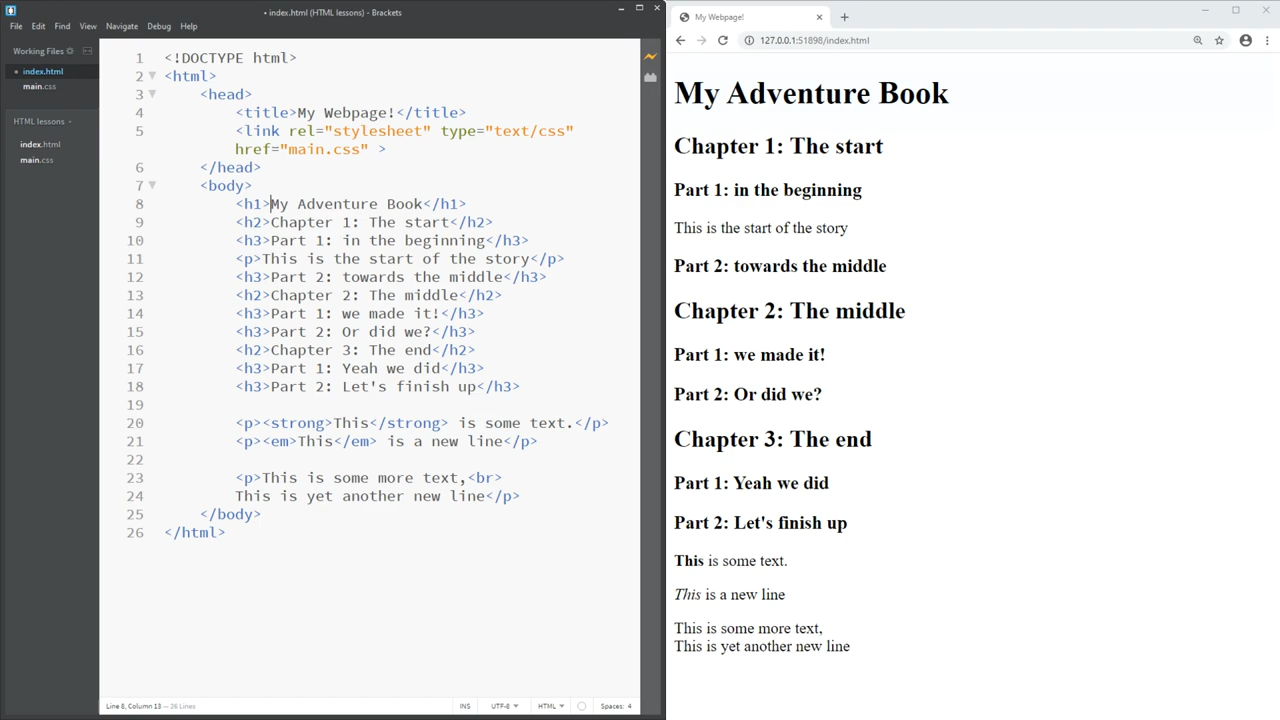 • index.html (HTML lessons) - Brackets
File Edit Find View Navigate Debug Help
Working Files
• index.html
main.css
HTML lessons
index.html
main.css
1 <!DOCTYPE html>
2 <html>
3 <head>
4 <title>My Webpage!</title>
5 <link rel="stylesheet" type="text/css"
href="main.css" >
6 </head>
7 <body>
8 <h1>My Adventure Book</h1>
9 <h2>Chapter 1: The start</h2>
10 <h3>Part 1: in the beginning</h3>
11 <p>This is the start of the story</p>
12 <h3>Part 2: towards the middle</h3>
13 <h2>Chapter 2: The middle</h2>
14 <h3>Part 1: we made it!</h3>
15 <h3>Part 2: Or did we?</h3>
16 <h2>Chapter 3: The end</h2>
17 <h3>Part 1: Yeah we did</h3>
18 <h3>Part 2: Let's finish up</h3>
19
20 <p><strong>This</strong> is some text.</p>
21 <p><em>This</em> is a new line</p>
22
23 <p>This is some more text,<br>
24 This is yet another new line</p>
25 </body>
26 </html>
Line 8, Column 13 — 26 Lines
INS UTF-8 HTML Spaces: 4
My Webpage!
127.0.0.1:51898/index.html
My Adventure Book
Chapter 1: The start
Part 1: in the beginning
This is the start of the story
Part 2: towards the middle
Chapter 2: The middle
Part 1: we made it!
Part 2: Or did we?
Chapter 3: The end
Part 1: Yeah we did
Part 2: Let's finish up
This is some text.
This is a new line
This is some more text,
This is yet another new line